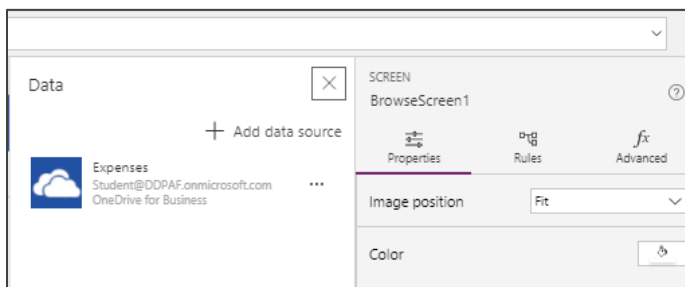 Data
+ Add data source
Expenses
Student@DDPAF.onmicrosoft.com
OneDrive for Business
SCREEN
BrowseScreen1
Properties
Rules
fx
Advanced
Image position
Fit
Color